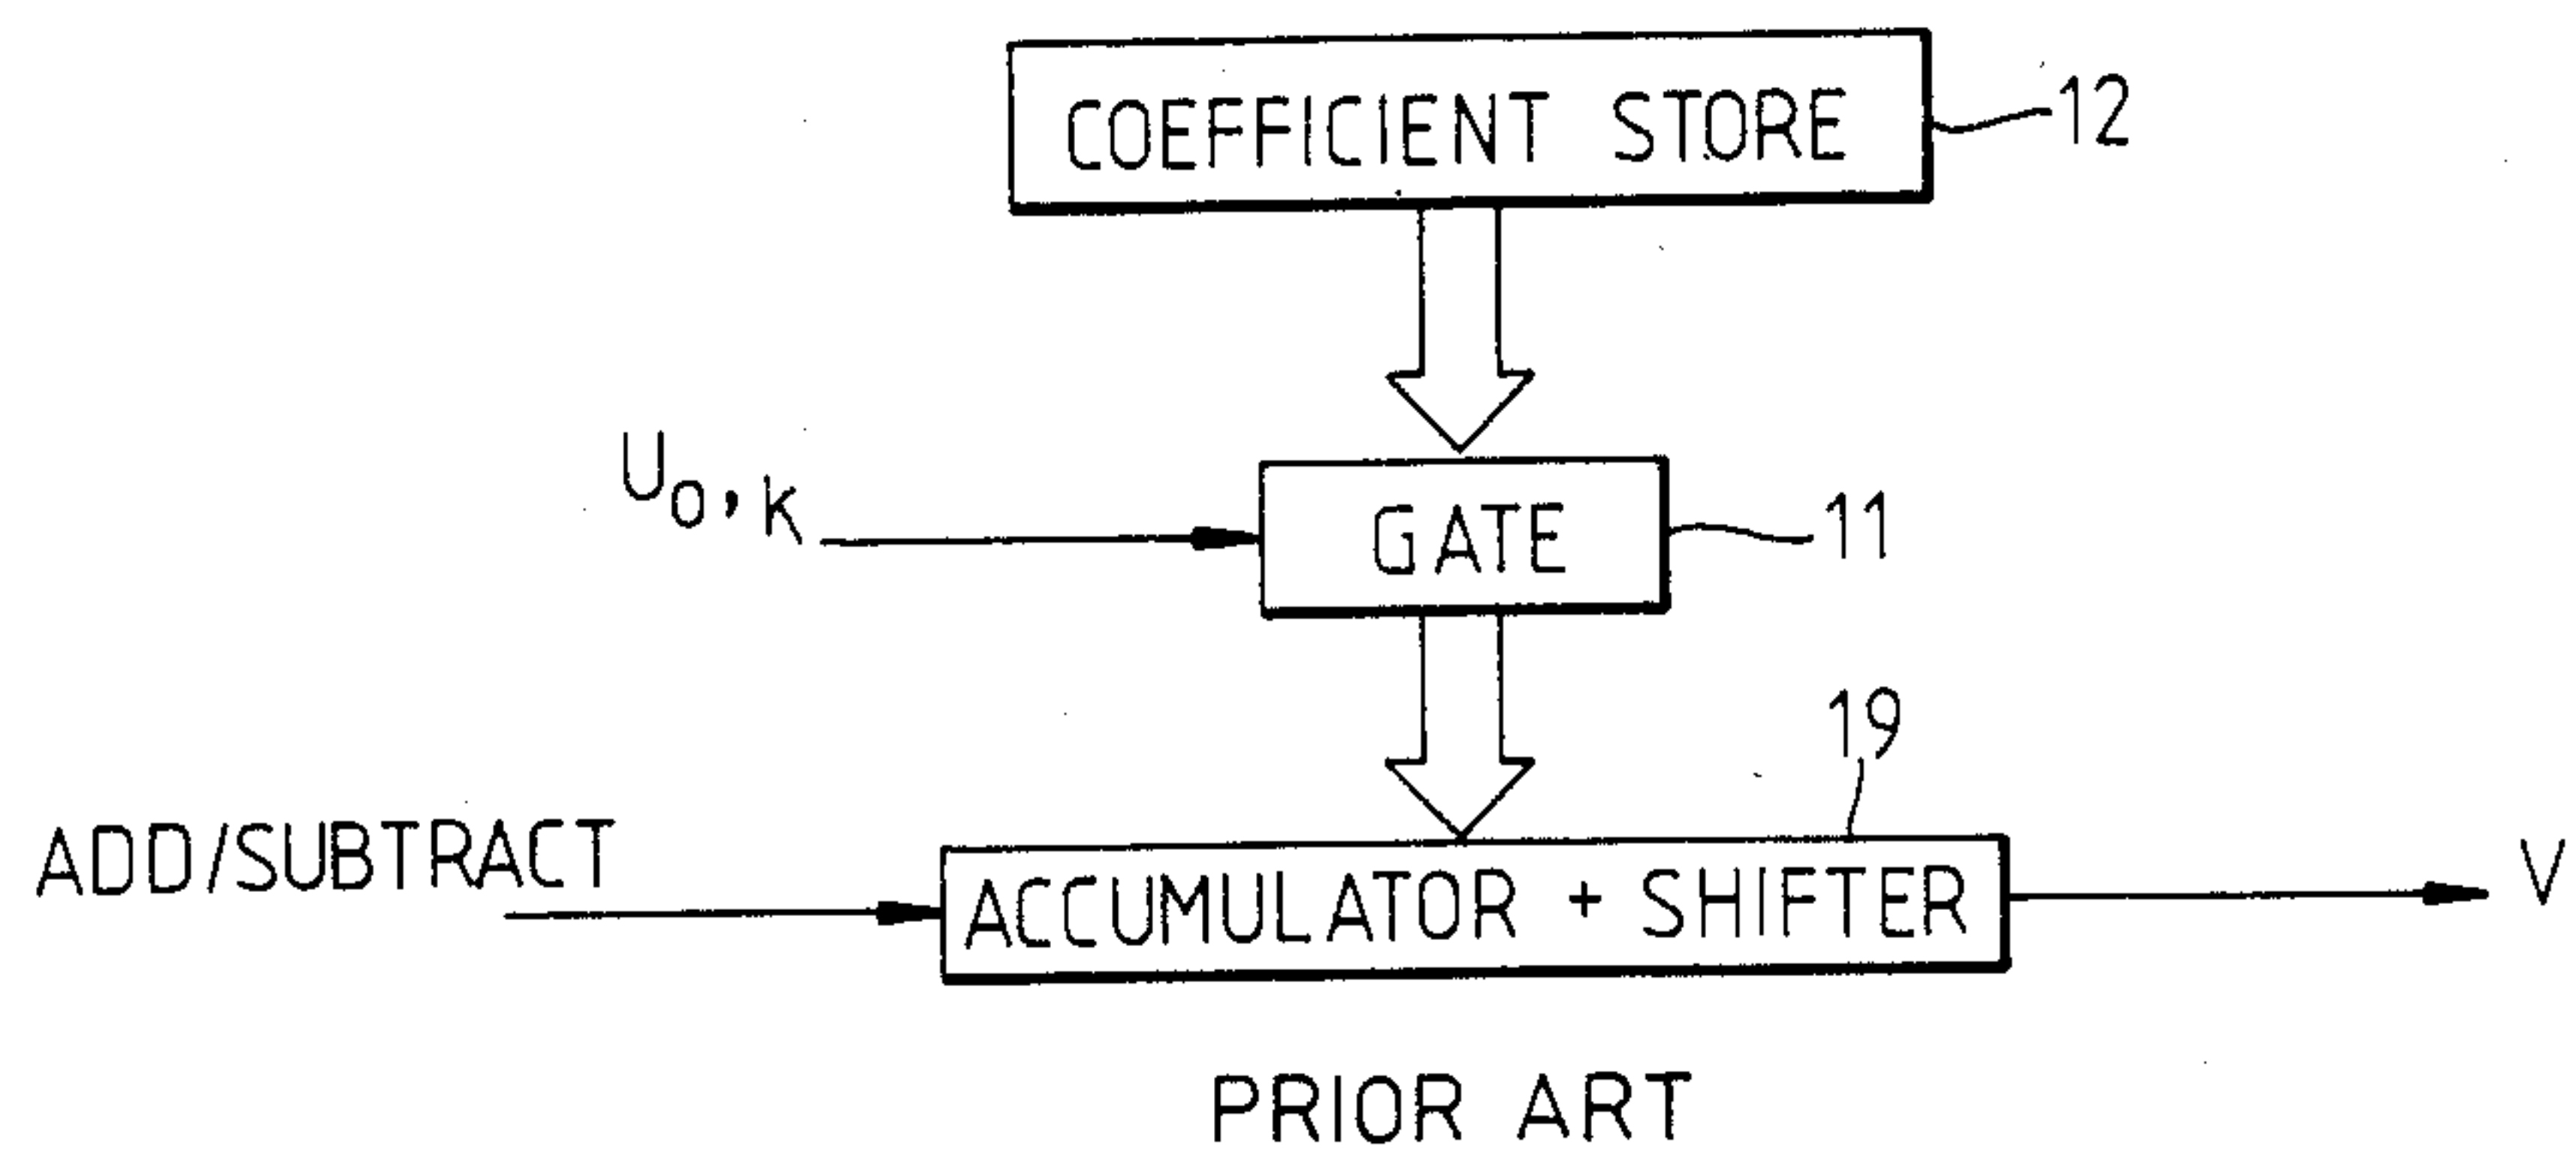 COEFFICIENT STORE
12
U0,K
GATE
11
19
ADD/SUBTRACT
ACCUMULATOR + SHIFTER
V
PRIOR ART